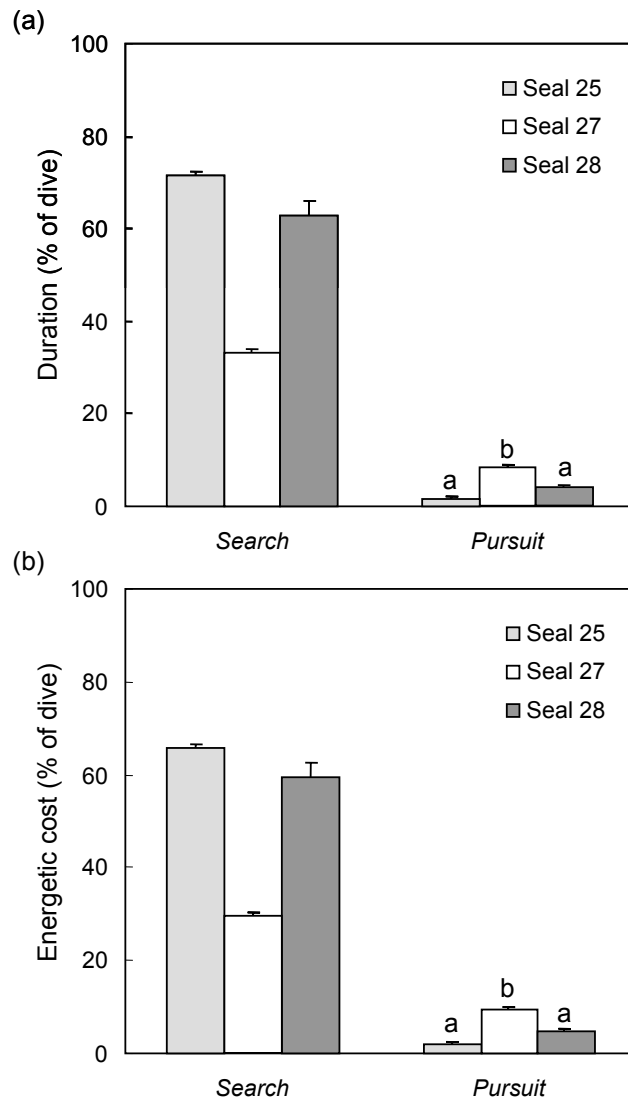 (a)
100
80
60
40
20
0
Duration (% of dive)
Seal 25
Seal 27
Seal 28
a
b
a
Search
Pursuit
(b)
100
80
60
40
20
0
Energetic cost (% of dive)
Seal 25
Seal 27
Seal 28
a
b
a
Search
Pursuit